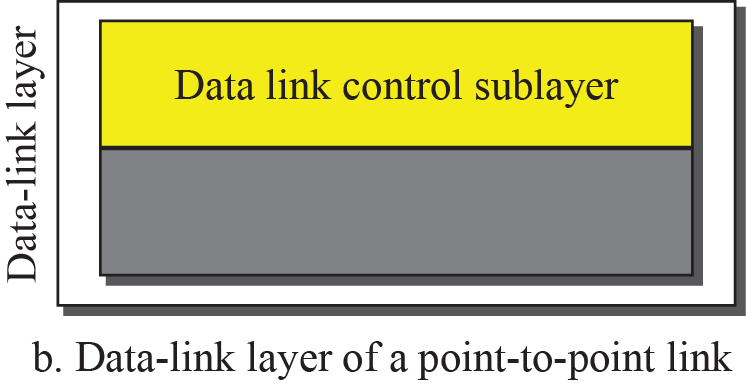 Data-link layer
Data link control sublayer
b. Data-link layer of a point-to-point link